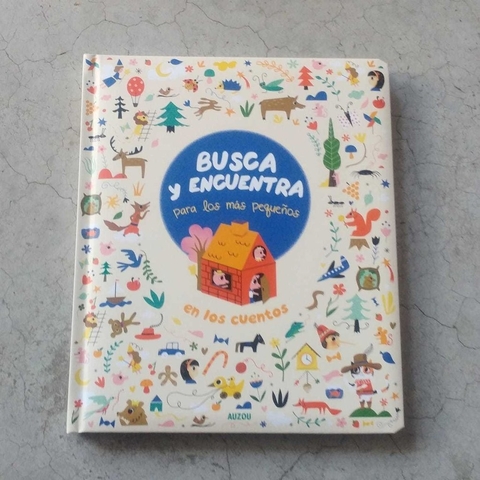 BUSCA
y ENCUENTRA
para los más pequeños
en los cuentos
AUZOU